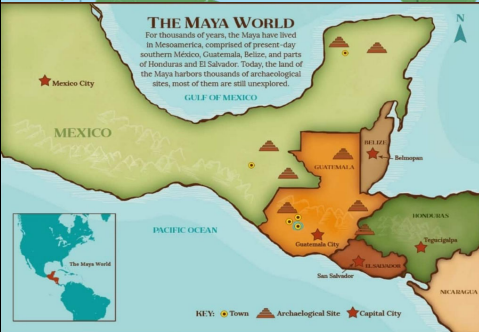 THE MAYA WORLD
For thousands of years, the Maya have lived
in Mesoamerica, comprised of present-day
southern México, Guatemala, Belize, and parts
of Honduras and El Salvador. Today, the land of
the Maya harbors thousands of archaeological
sites, most of them are still unexplored.
N
Mexico City
GULF OF MEXICO
MEXICO
BELIZE
Belmopan
GUATEMALA
HONDURAS
PACIFIC OCEAN
Guatemala City
Tegucigalpa
The Maya World
EL SALVADOR
San Salvador
NICARAGUA
KEY: Town Archaelogical Site Capital City